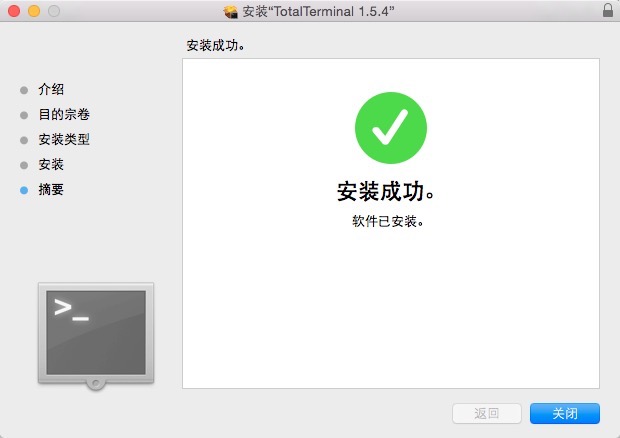 安装“TotalTerminal 1.5.4”
安装成功。
介绍
目的宗卷
安装类型
安装
摘要
安装成功。
软件已安装。
>_
返回
关闭